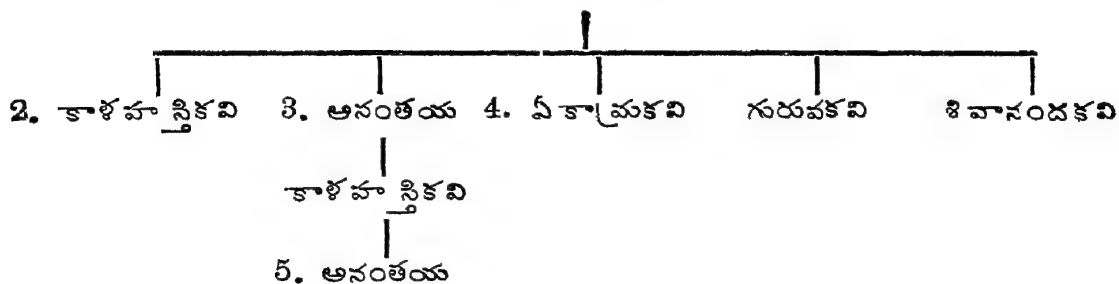 2. కాళహస్తికవి 3. అనంతయ 4. ఏకామ్రకవి గురువకవి శివానందకవి
కాళహస్తికవి
5. అనంతయ